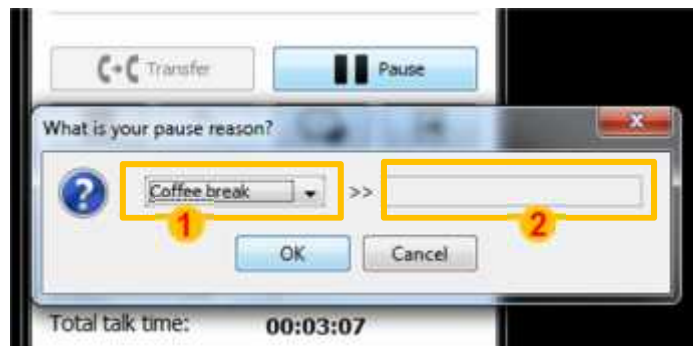 Transfer
Pause
What is your pause reason?
Coffee break >>
1
2
OK Cancel
Total talk time: 00:03:07